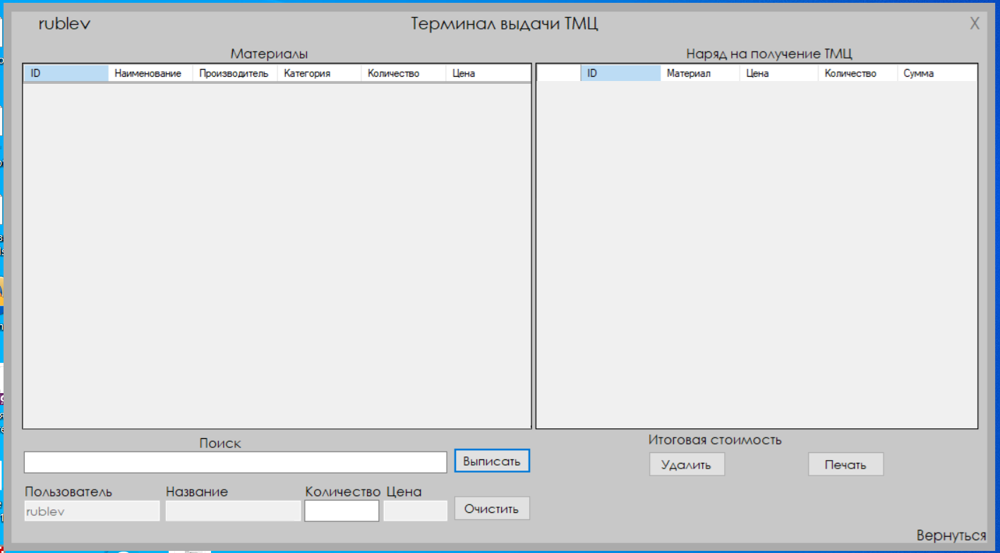 rublev
Терминал выдачи ТМЦ
X
Материалы
Наряд на получение ТМЦ
ID Наименование Производитель Категория Количество Цена
ID Материал Цена Количество Сумма
Поиск
Выписать
Итоговая стоимость
Удалить
Печать
Пользователь Название Количество Цена
rublev
Очистить
Вернуться